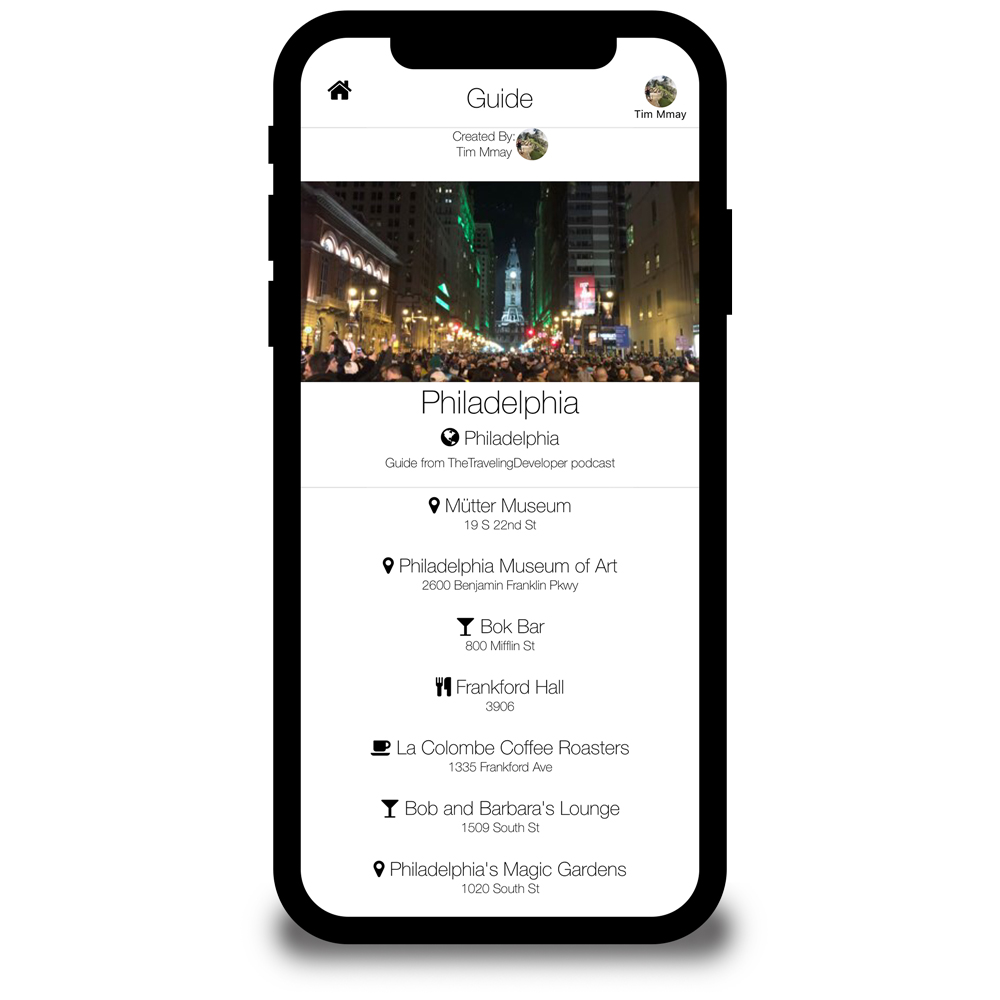 Guide
Tim Mmay
Created By:
Tim Mmay
Philadelphia
Philadelphia
Guide from TheTravelingDeveloper podcast
Mütter Museum
19 S 22nd St
Philadelphia Museum of Art
2600 Benjamin Franklin Pkwy
Bok Bar
800 Mifflin St
Frankford Hall
3906
La Colombe Coffee Roasters
1335 Frankford Ave
Bob and Barbara's Lounge
1509 South St
Philadelphia's Magic Gardens
1020 South St